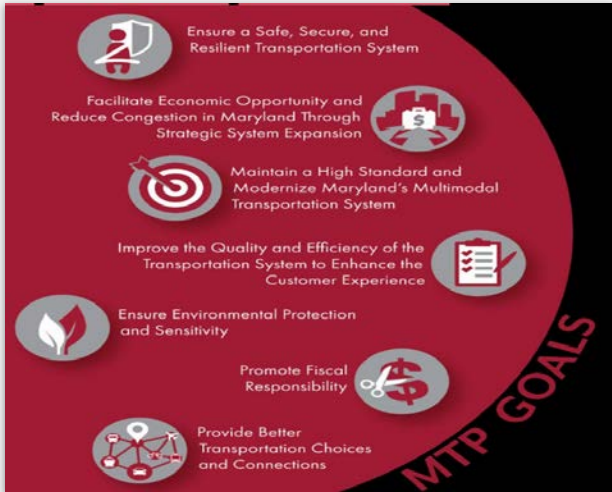 Ensure a Safe, Secure, and
Resilient Transportation System
Facilitate Economic Opportunity and
Reduce Congestion in Maryland Through
Strategic System Expansion
$
Maintain a High Standard and
Modernize Maryland's Multimodal
Transportation System
Improve the Quality and Efficiency of the
Transportation System to Enhance the
Customer Experience
Ensure Environmental Protection
and Sensitivity
Promote Fiscal
Responsibility
$
Provide Better
Transportation Choices
and Connections
MTP GOALS